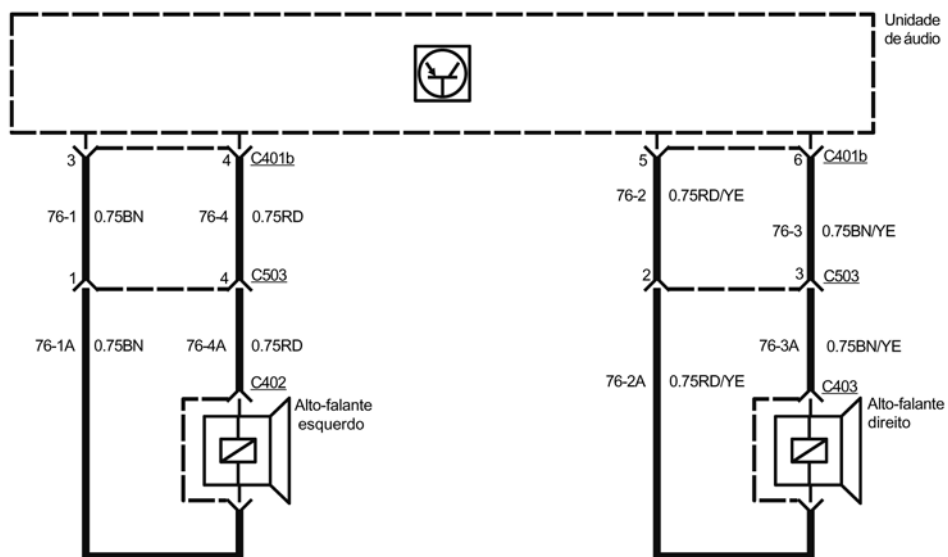 Unidade
de áudio
3
4
C401b
5
6
C401b
76-1
0.75BN
76-4
0.75RD
76-2
0.75RD/YE
76-3
0.75BN/YE
1
4
C503
2
3
C503
76-1A
0.75BN
76-4A
0.75RD
76-3A
0.75BN/YE
76-2A
0.75RD/YE
C402
C403
Alto-falante
esquerdo
Alto-falante
direito